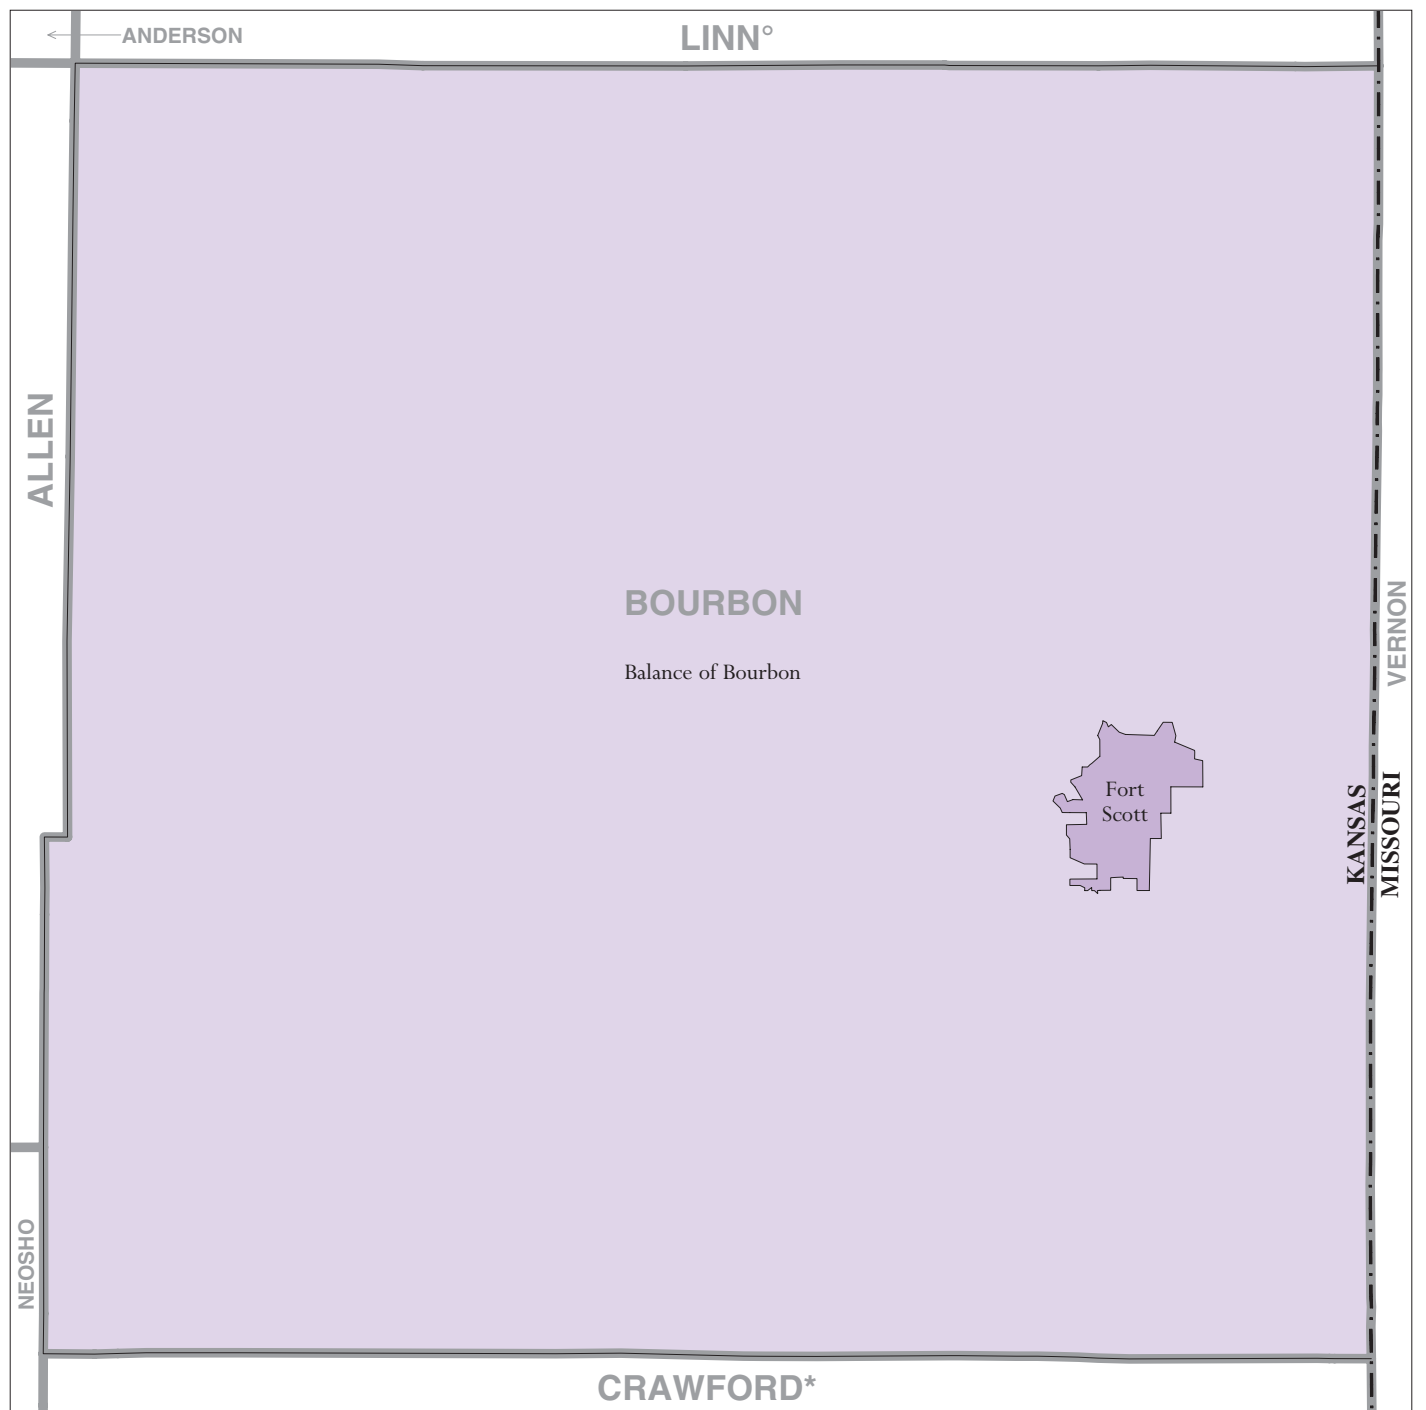 ANDERSON
LINN°
ALLEN
BOURBON
Balance of Bourbon
VERNON
Fort
Scott
KANSAS
MISSOURI
NEOSHO
CRAWFORD*